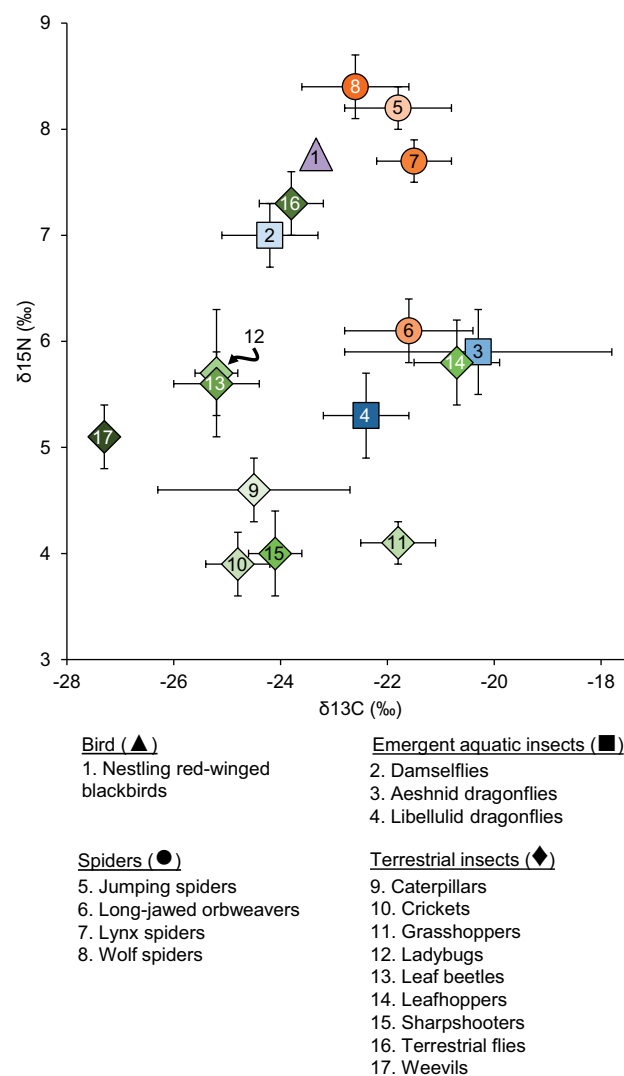 9
8
7
6
5
4
3
δ15N (‰)
-28
-26
-24
-22
-20
-18
δ13C (‰)
8
5
1
7
16
2
12
6
3
14
13
4
17
9
11
10
15
Bird (▲)
1. Nestling red-winged
blackbirds
Emergent aquatic insects (■)
2. Damselflies
3. Aeshnid dragonflies
4. Libellulid dragonflies
Spiders (●)
5. Jumping spiders
6. Long-jawed orbweavers
7. Lynx spiders
8. Wolf spiders
Terrestrial insects (♦)
9. Caterpillars
10. Crickets
11. Grasshoppers
12. Ladybugs
13. Leaf beetles
14. Leafhoppers
15. Sharpshooters
16. Terrestrial flies
17. Weevils